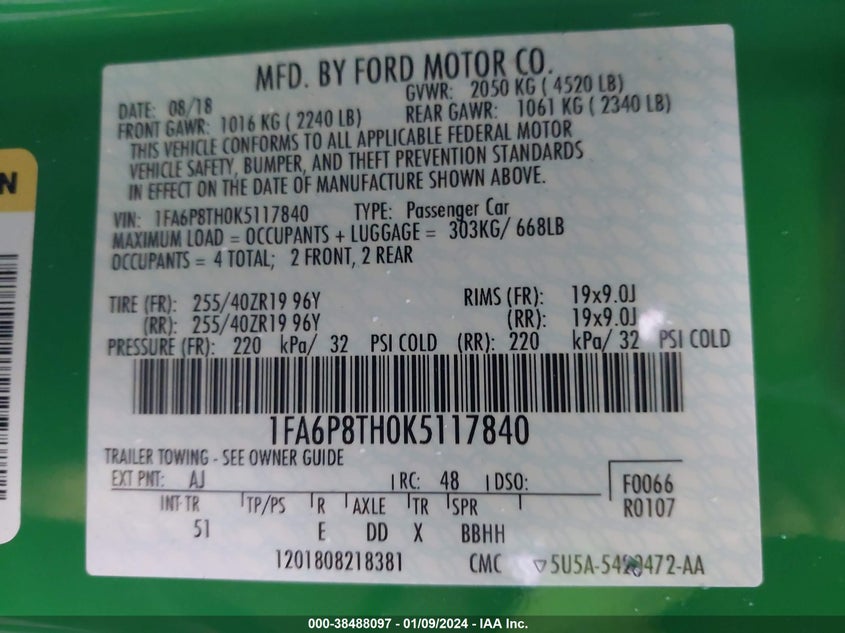 MFD. BY FORD MOTOR CO.
DATE: 08/18 GVWR: 2050 KG ( 4520 LB)
FRONT GAWR: 1016 KG ( 2240 LB) REAR GAWR: 1061 KG ( 2340 LB)
THIS VEHICLE CONFORMS TO ALL APPLICABLE FEDERAL MOTOR
VEHICLE SAFETY, BUMPER, AND THEFT PREVENTION STANDARDS
IN EFFECT ON THE DATE OF MANUFACTURE SHOWN ABOVE.
VIN: 1FA6P8TH0K5117840 TYPE: Passenger Car
MAXIMUM LOAD = OCCUPANTS + LUGGAGE = 303KG/ 668LB
OCCUPANTS = 4 TOTAL; 2 FRONT, 2 REAR
TIRE (FR): 255/40ZR19 96Y RIMS (FR): 19x9.0J
(RR): 255/40ZR19 96Y (RR): 19x9.0J
PRESSURE (FR): 220 kPa/ 32 PSI COLD (RR): 220 kPa/ 32 PSI COLD
1FA6P8TH0K5117840
TRAILER TOWING - SEE OWNER GUIDE
EXT PNT: AJ RC: 48 DSO: F0066
INT TR TP/PS R AXLE TR SPR R0107
51 E DD X BBHH
1201808218381 CMC ▽5U5A-5420472-AA
N
000-38488097 - 01/09/2024 - IAA Inc.